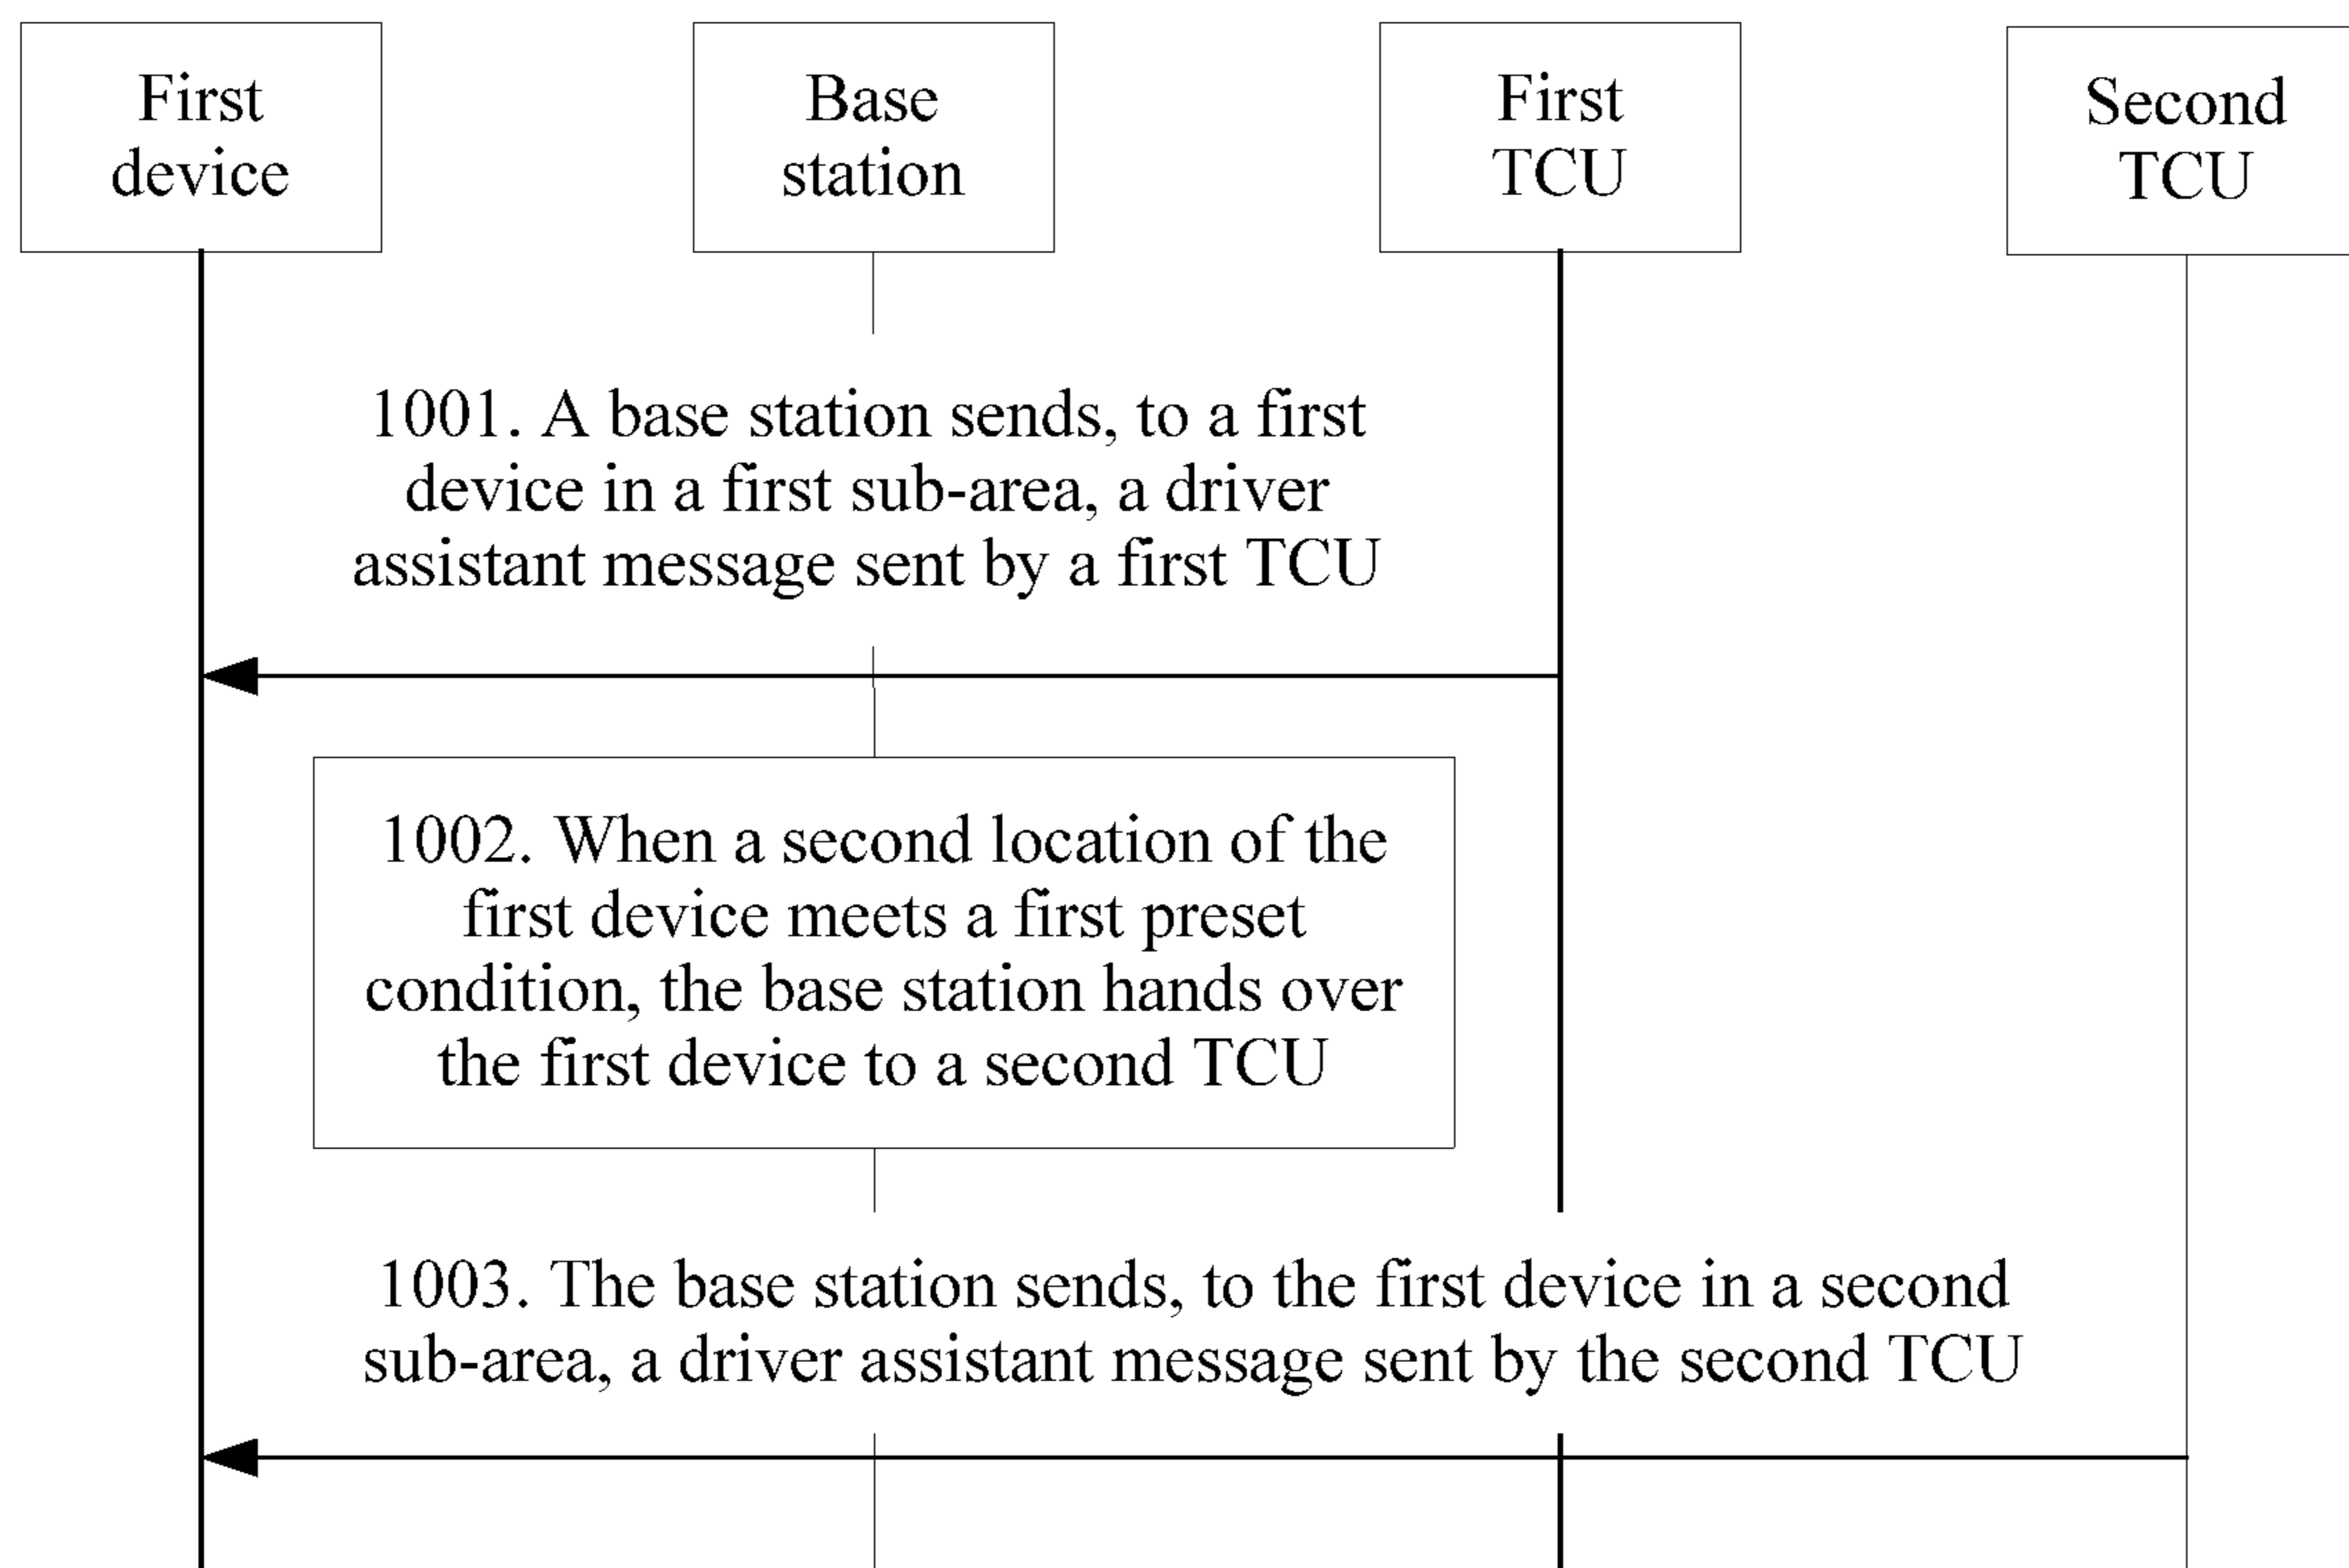 First
device
Base
station
First
TCU
Second
TCU
1001. A base station sends, to a first
device in a first sub-area, a driver
assistant message sent by a first TCU
1002. When a second location of the
first device meets a first preset
condition, the base station hands over
the first device to a second TCU
1003. The base station sends, to the first device in a second
sub-area, a driver assistant message sent by the second TCU